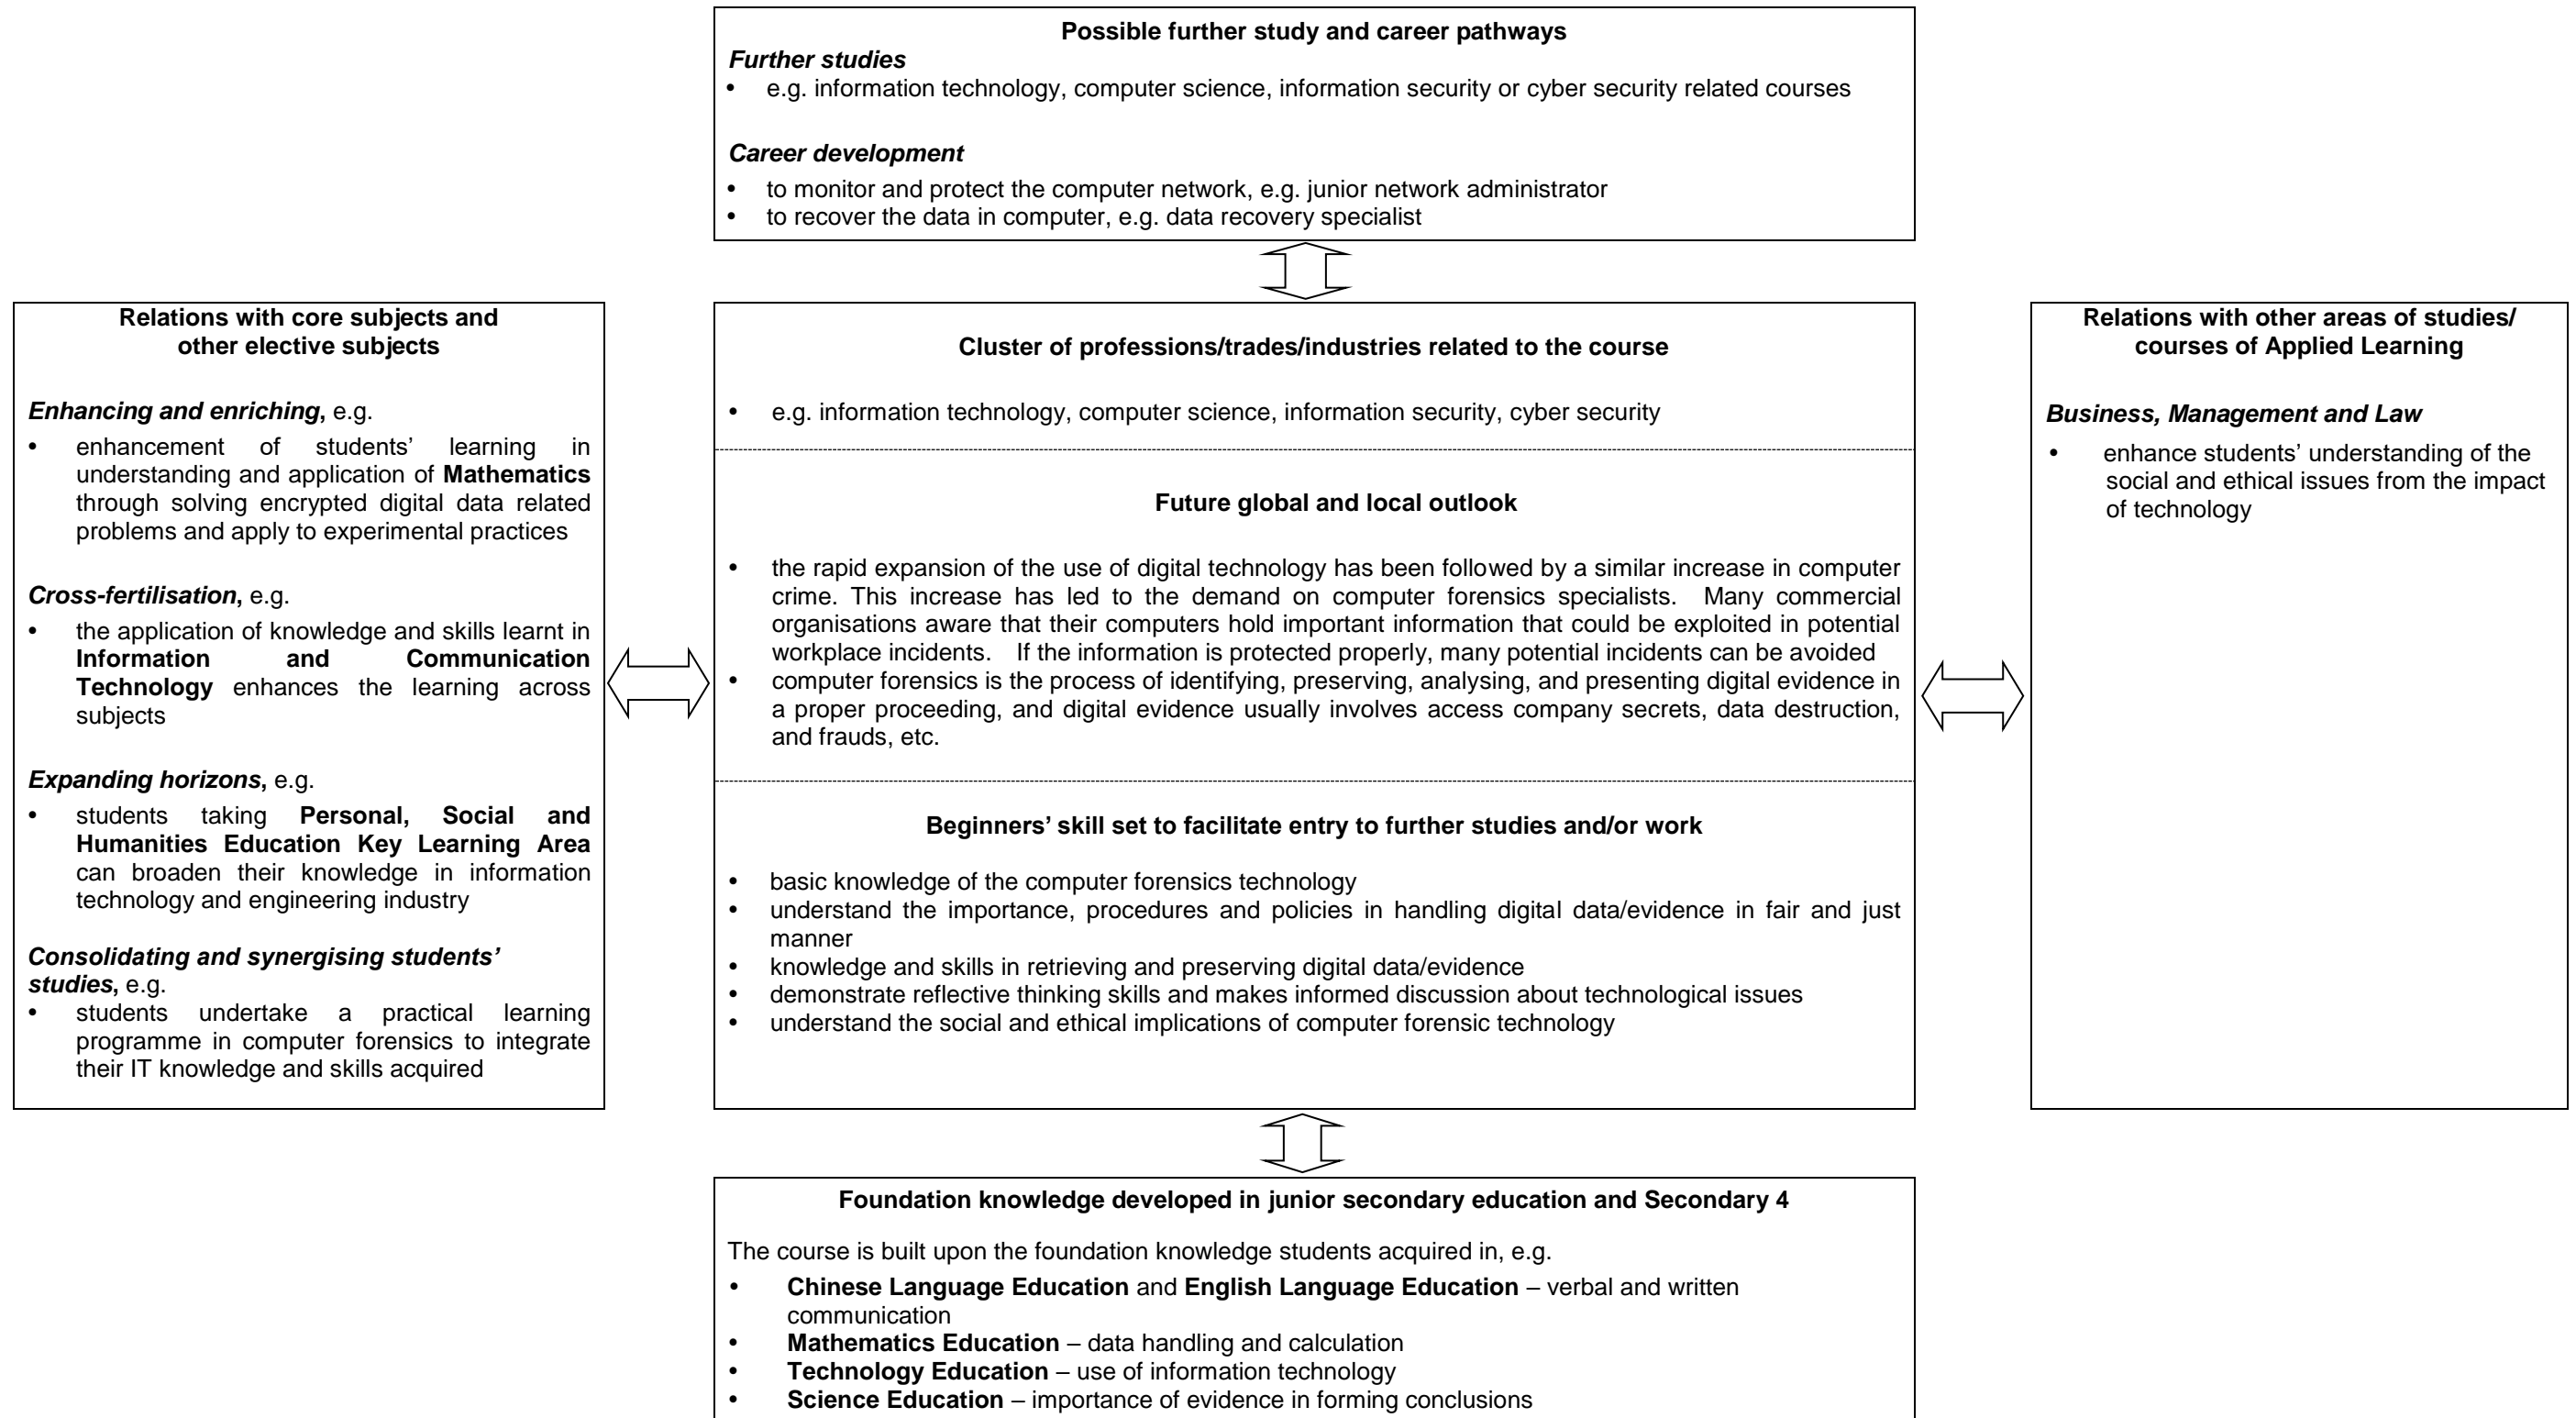 Possible further study and career pathways
Further studies
• e.g. information technology, computer science, information security or cyber security related courses
Career development
• to monitor and protect the computer network, e.g. junior network administrator
• to recover the data in computer, e.g. data recovery specialist
Relations with core subjects and
other elective subjects
Enhancing and enriching, e.g.
• enhancement of students’ learning in
understanding and application of Mathematics
through solving encrypted digital data related
problems and apply to experimental practices
Cross-fertilisation, e.g.
• the application of knowledge and skills learnt in
Information and Communication
Technology enhances the learning across
subjects
Expanding horizons, e.g.
• students taking Personal, Social and
Humanities Education Key Learning Area
can broaden their knowledge in information
technology and engineering industry
Consolidating and synergising students’
studies, e.g.
• students undertake a practical learning
programme in computer forensics to integrate
their IT knowledge and skills acquired
Cluster of professions/trades/industries related to the course
• e.g. information technology, computer science, information security, cyber security
Future global and local outlook
• the rapid expansion of the use of digital technology has been followed by a similar increase in computer
crime. This increase has led to the demand on computer forensics specialists. Many commercial
organisations aware that their computers hold important information that could be exploited in potential
workplace incidents. If the information is protected properly, many potential incidents can be avoided
• computer forensics is the process of identifying, preserving, analysing, and presenting digital evidence in
a proper proceeding, and digital evidence usually involves access company secrets, data destruction,
and frauds, etc.
Beginners’ skill set to facilitate entry to further studies and/or work
• basic knowledge of the computer forensics technology
• understand the importance, procedures and policies in handling digital data/evidence in fair and just
manner
• knowledge and skills in retrieving and preserving digital data/evidence
• demonstrate reflective thinking skills and makes informed discussion about technological issues
• understand the social and ethical implications of computer forensic technology
Relations with other areas of studies/
courses of Applied Learning
Business, Management and Law
• enhance students’ understanding of the
social and ethical issues from the impact
of technology
Foundation knowledge developed in junior secondary education and Secondary 4
The course is built upon the foundation knowledge students acquired in, e.g.
• Chinese Language Education and English Language Education – verbal and written
communication
• Mathematics Education – data handling and calculation
• Technology Education – use of information technology
• Science Education – importance of evidence in forming conclusions